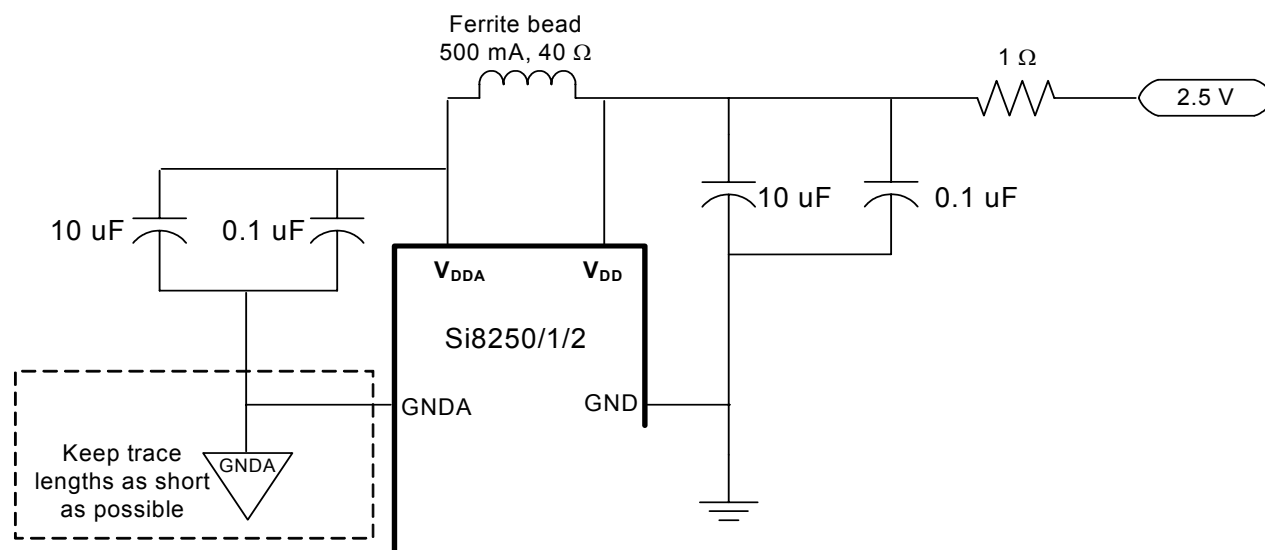 Ferrite bead
500 mA, 40 Ω
1 Ω
2.5 V
10 uF
0.1 uF
10 uF
0.1 uF
VDDA
VDD
Si8250/1/2
GNDA
GND
Keep trace
lengths as short
as possible
GNDA